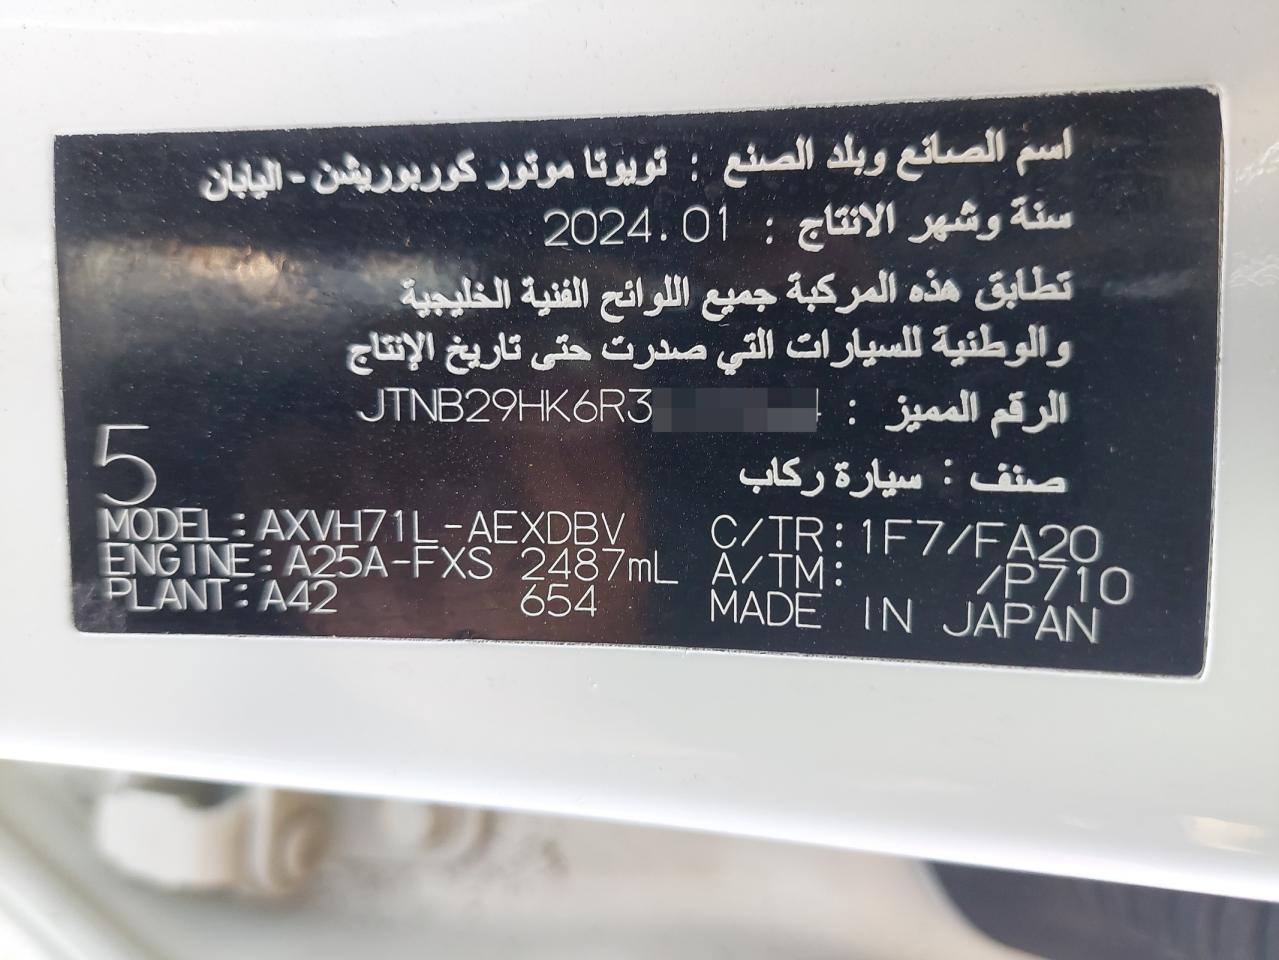 اسم الصانع وبلد الصنع : تويوتا موتور كوربوريشن - اليابان
سنة وشهر الانتاج : 2024.01
تطابق هذه المركبة جميع اللوائح الفنية الخليجية
والوطنية للسيارات التي صدرت حتى تاريخ الإنتاج
الرقم المميز : JTNB29HK6R3
صنف : سيارة ركاب
5
MODEL: AXVH71L-AEXDBV C/TR: 1F7/FA20
ENGINE: A25A-FXS 2487mL A/TM: /P710
PLANT: A42 654 MADE IN JAPAN